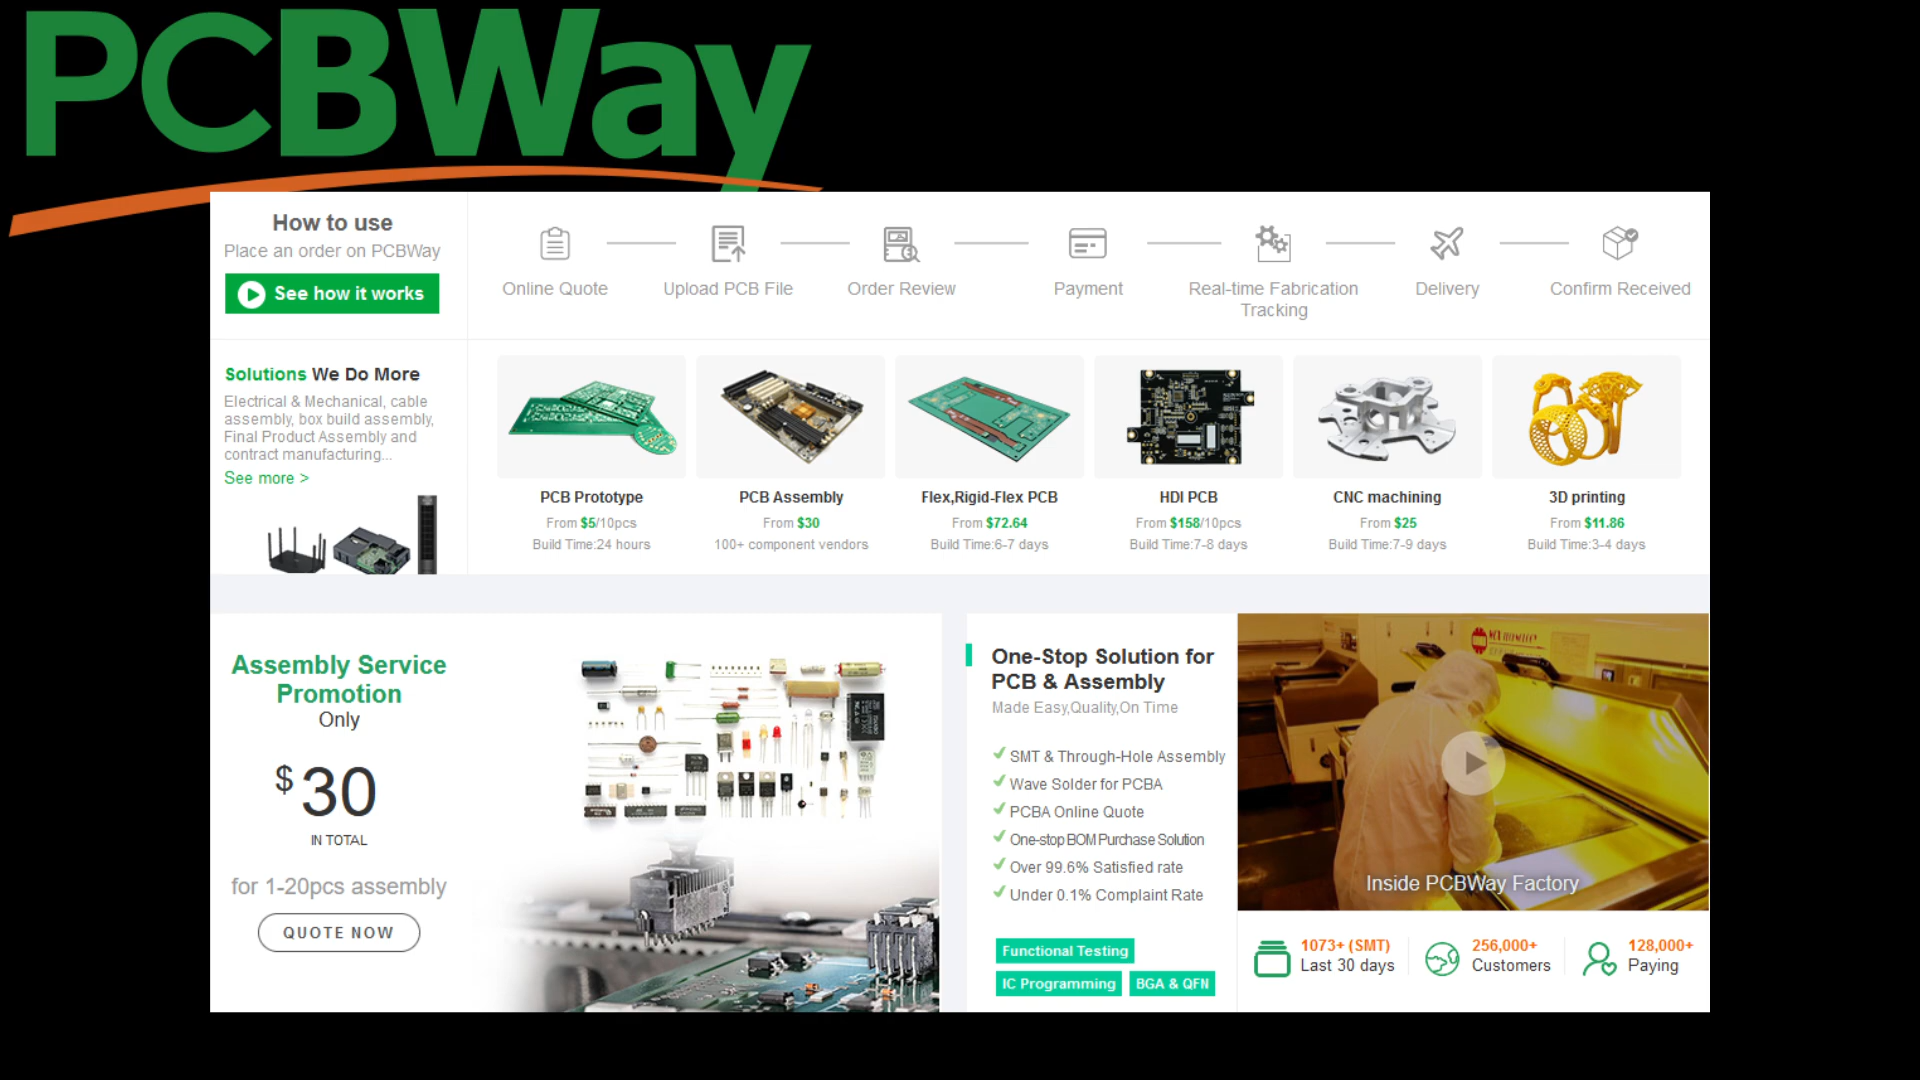 PCBWay
How to use
Place an order on PCBWay
See how it works
Online Quote
Upload PCB File
Order Review
Payment
Real-time Fabrication
Tracking
Delivery
Confirm Received
Solutions We Do More
Electrical & Mechanical, cable
assembly, box build assembly,
Final Product Assembly and
contract manufacturing...
See more >
PCB Prototype
From $5/10pcs
Build Time:24 hours
PCB Assembly
From $30
100+ component vendors
Flex,Rigid-Flex PCB
From $72.64
Build Time:6-7 days
HDI PCB
From $158/10pcs
Build Time:7-8 days
CNC machining
From $25
Build Time:7-9 days
3D printing
From $11.86
Build Time:3-4 days
Assembly Service
Promotion
Only
$30
IN TOTAL
for 1-20pcs assembly
QUOTE NOW
One-Stop Solution for
PCB & Assembly
Made Easy,Quality,On Time
SMT & Through-Hole Assembly
Wave Solder for PCBA
PCBA Online Quote
One-stop BOM Purchase Solution
Over 99.6% Satisfied rate
Under 0.1% Complaint Rate
Functional Testing
IC Programming
BGA & QFN
Inside PCBWay Factory
1073+ (SMT)
Last 30 days
256,000+
Customers
128,000+
Paying